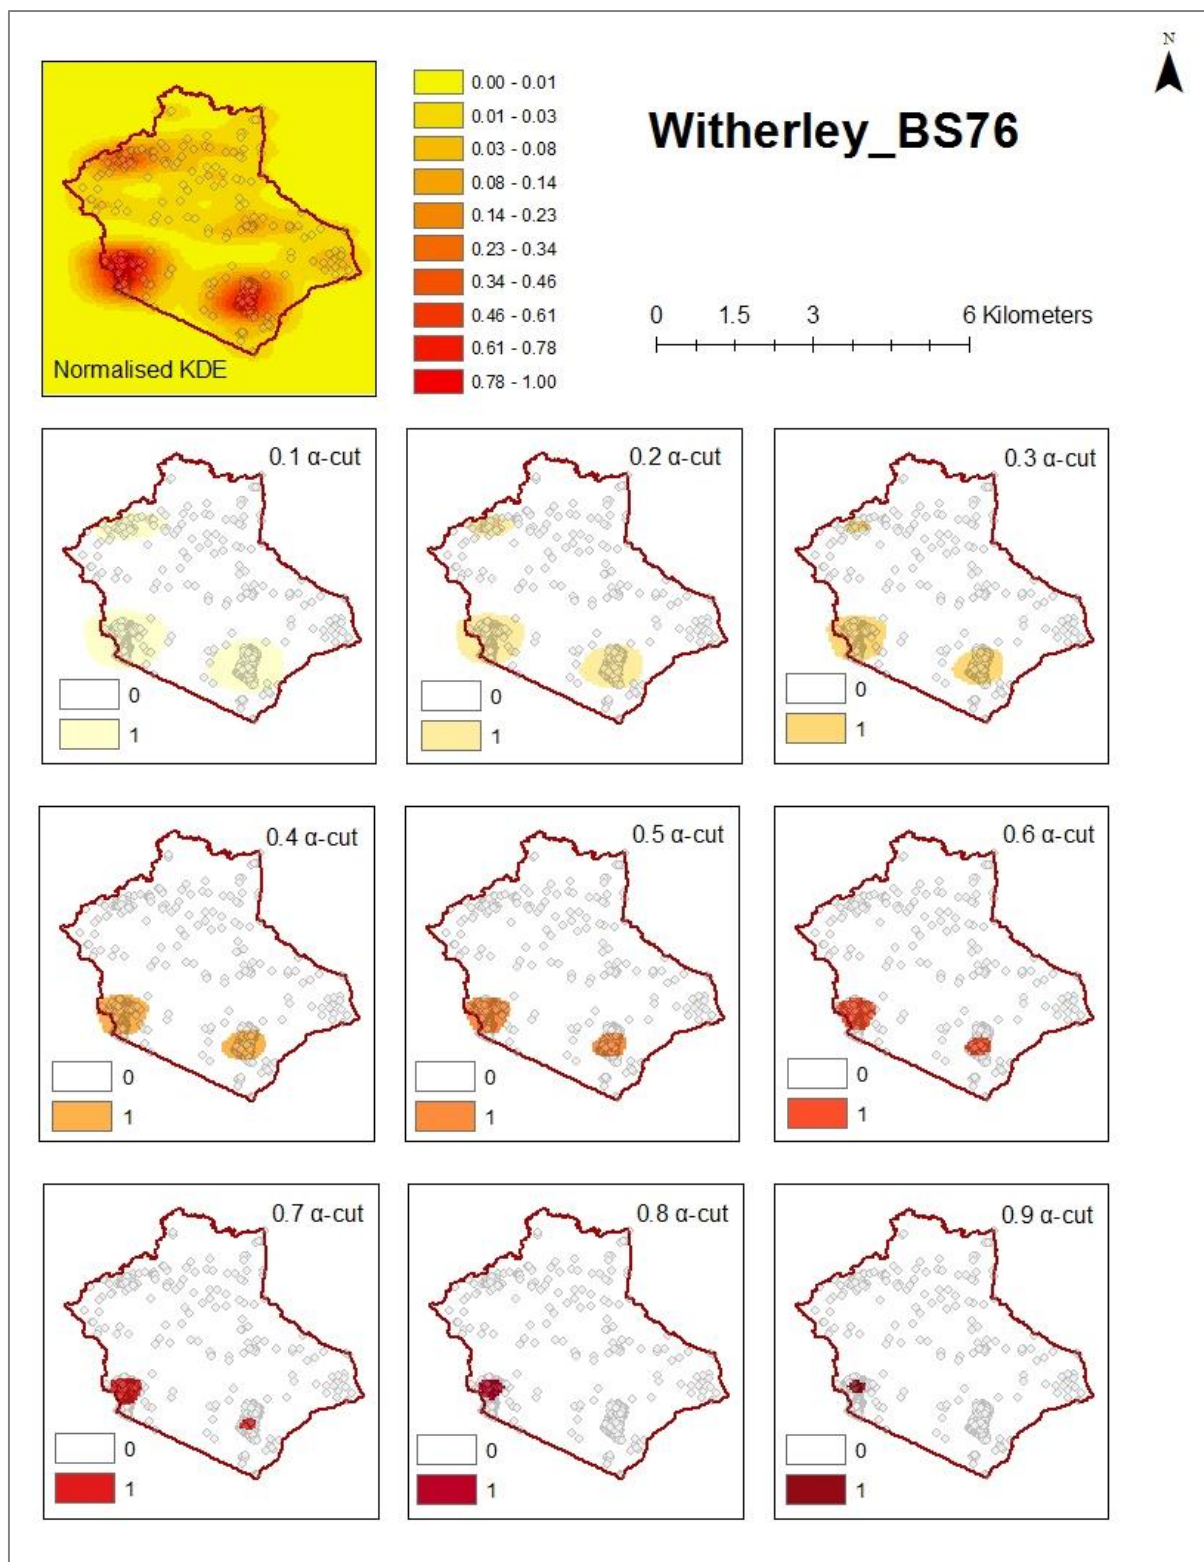 N
Witherley_BS76
0.00 - 0.01
0.01 - 0.03
0.03 - 0.08
0.08 - 0.14
0.14 - 0.23
0.23 - 0.34
0.34 - 0.46
0.46 - 0.61
0.61 - 0.78
0.78 - 1.00
0 1.5 3 6 Kilometers
Normalised KDE
0.1 α-cut
0
1
0.2 α-cut
0
1
0.3 α-cut
0
1
0.4 α-cut
0
1
0.5 α-cut
0
1
0.6 α-cut
0
1
0.7 α-cut
0
1
0.8 α-cut
0
1
0.9 α-cut
0
1